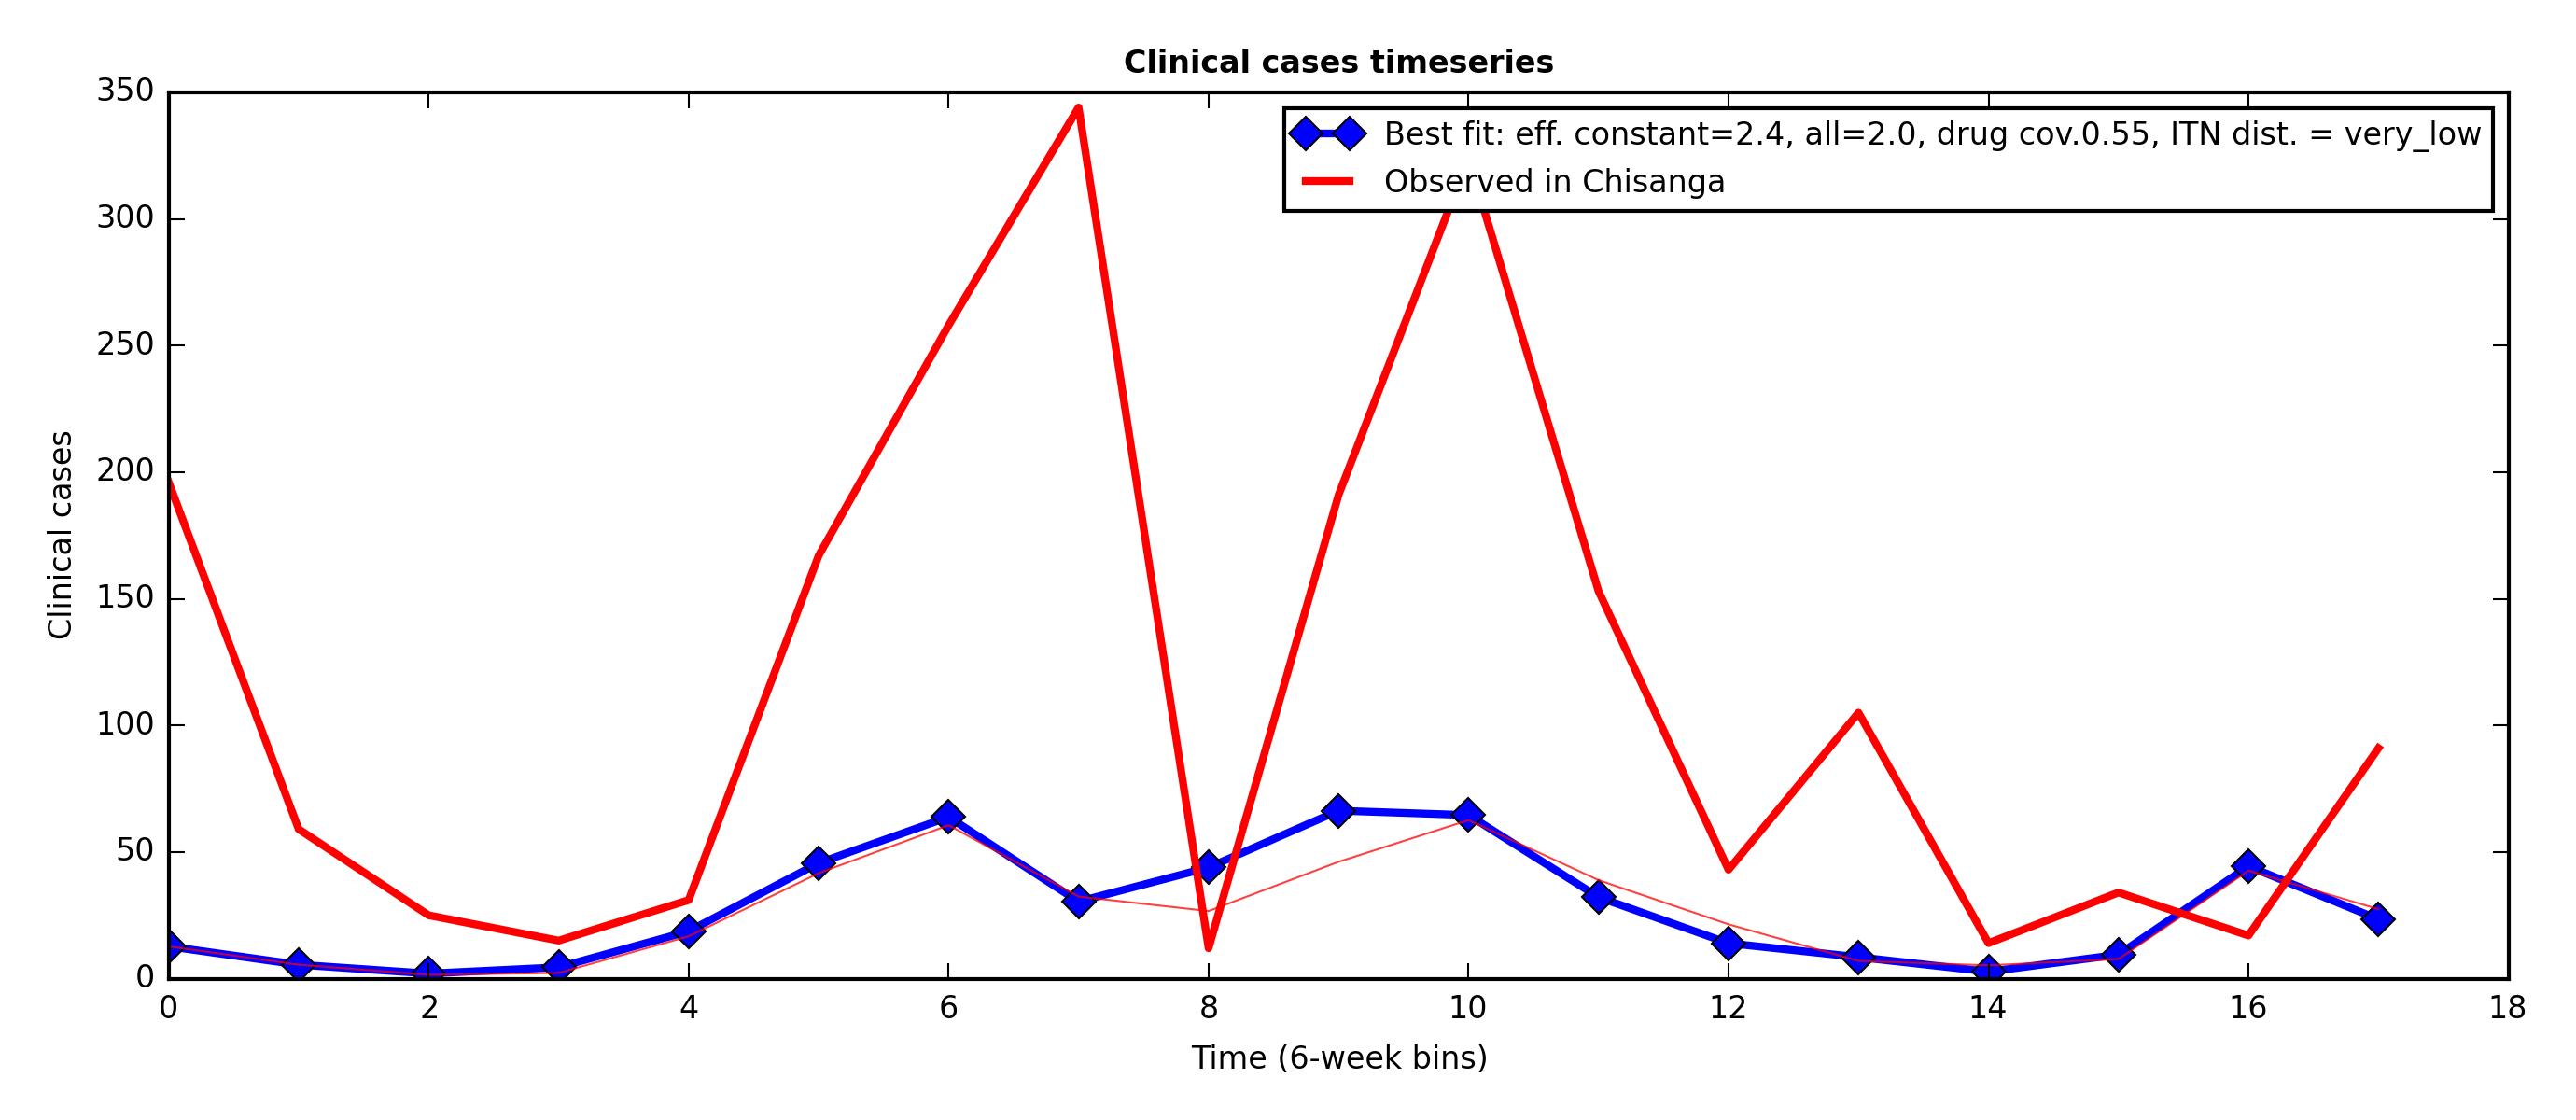 Clinical cases timeseries
350
300
250
200
150
100
50
0
Clinical cases
Best fit: eff. constant=2.4, all=2.0, drug cov.0.55, ITN dist. = very_low
Observed in Chisanga
0 2 4 6 8 10 12 14 16 18
Time (6-week bins)